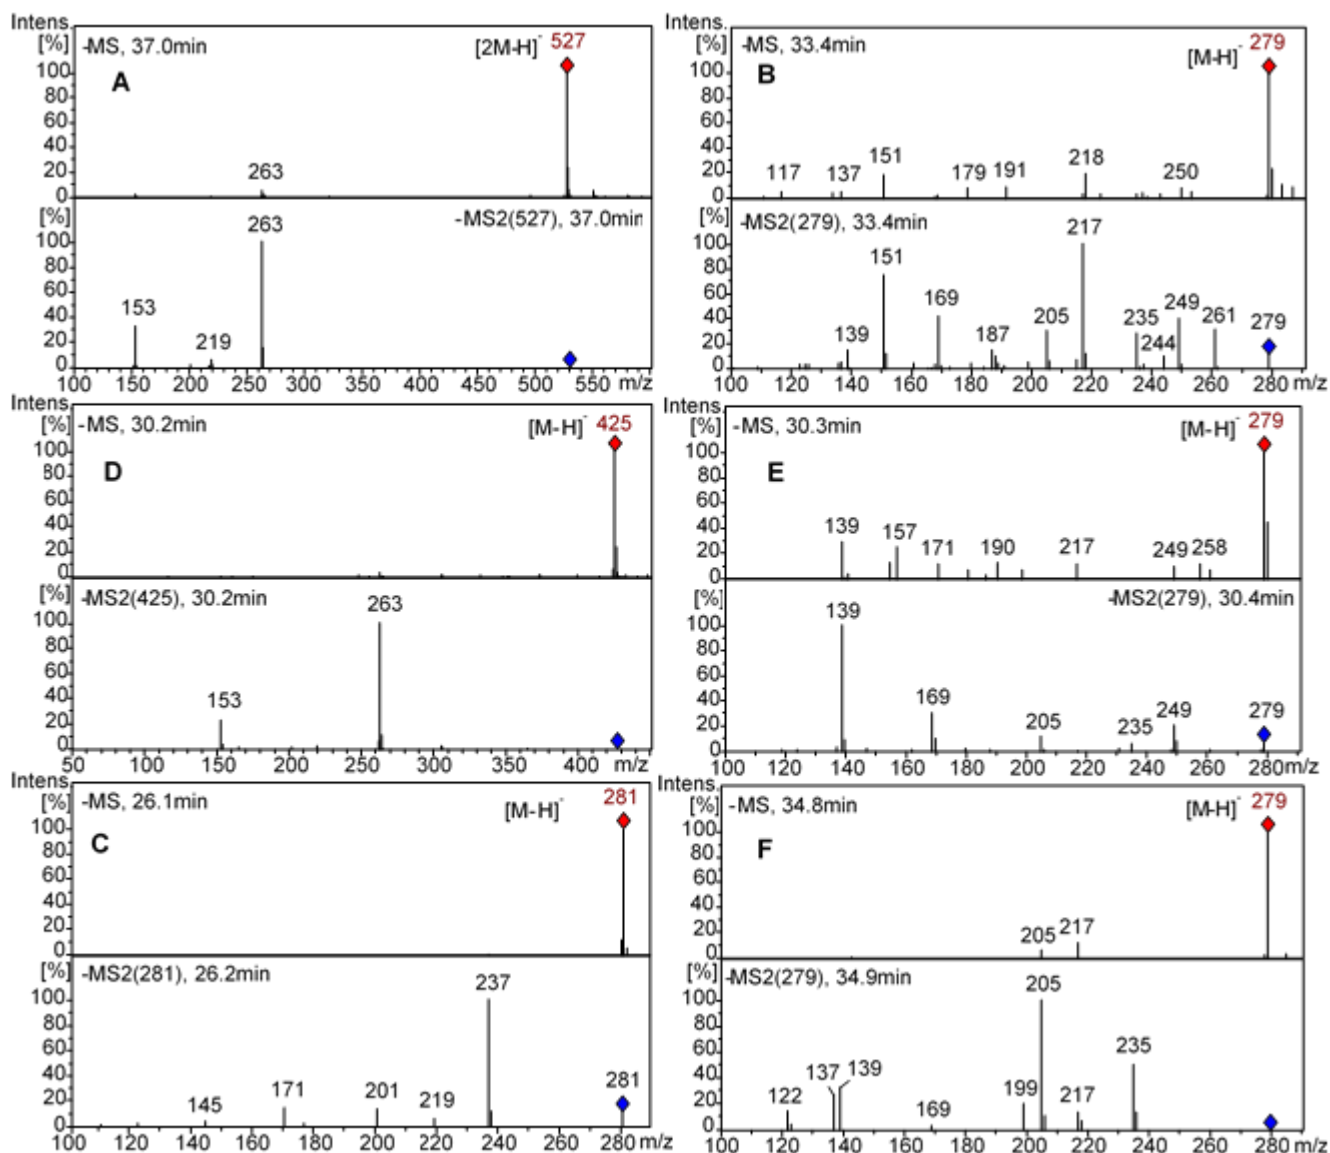 Intens.
[%]
-MS, 37.0min
[2M-H]⁻ 527
A
100
80
60
40
20
0
263
[%]
-MS2(527), 37.0min
100
80
60
40
20
0
263
153
219
100 150 200 250 300 350 400 450 500 550 m/z
Intens.
[%]
-MS, 33.4min
[M-H]⁻ 279
B
100
80
60
40
20
0
117 137 151 179 191 218 250
[%]
-MS2(279), 33.4min
100
80
60
40
20
0
139 151 169 187 205 217 235 244 249 261 279
100 120 140 160 180 200 220 240 260 280 m/z
Intens.
[%]
-MS, 30.2min
[M-H]⁻ 425
D
100
80
60
40
20
0
[%]
-MS2(425), 30.2min
100
80
60
40
20
0
153
263
50 100 150 200 250 300 350 400 m/z
Intens.
[%]
-MS, 30.3min
[M-H]⁻ 279
E
100
80
60
40
20
0
139 157 171 190 217 249 258
[%]
-MS2(279), 30.4min
100
80
60
40
20
0
139
169 205 235 249 279
100 120 140 160 180 200 220 240 260 280 m/z
Intens.
[%]
-MS, 26.1min
[M-H]⁻ 281
C
100
80
60
40
20
0
[%]
-MS2(281), 26.2min
100
80
60
40
20
0
145 171 201 219 237 281
100 120 140 160 180 200 220 240 260 280 m/z
Intens.
[%]
-MS, 34.8min
[M-H]⁻ 279
F
100
80
60
40
20
0
205 217
[%]
-MS2(279), 34.9min
100
80
60
40
20
0
122 137 139 169 199 205 217 235
100 120 140 160 180 200 220 240 260 280 m/z